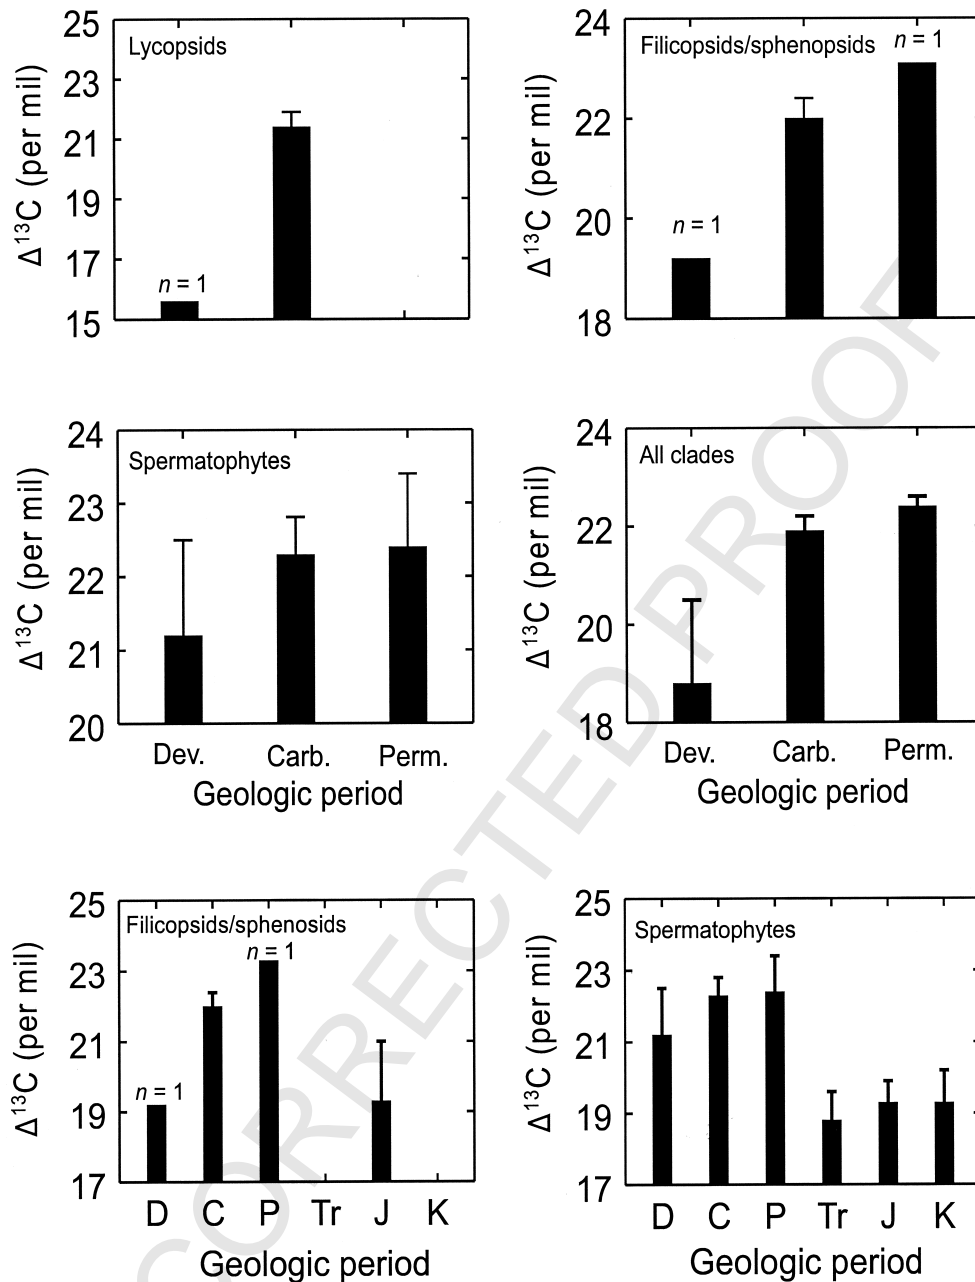 Lycopsids
Δ13C (per mil)
25
23
21
19
17
15
n = 1
Filicopsids/sphenopsids
Δ13C (per mil)
24
22
20
18
n = 1
n = 1
Spermatophytes
Δ13C (per mil)
24
23
22
21
20
Dev. Carb. Perm.
Geologic period
All clades
Δ13C (per mil)
24
22
20
18
Dev. Carb. Perm.
Geologic period
Filicopsids/sphenosids
Δ13C (per mil)
25
23
21
19
17
n = 1
n = 1
D C P Tr J K
Geologic period
Spermatophytes
Δ13C (per mil)
25
23
21
19
17
D C P Tr J K
Geologic period
CORRECTED PROOF